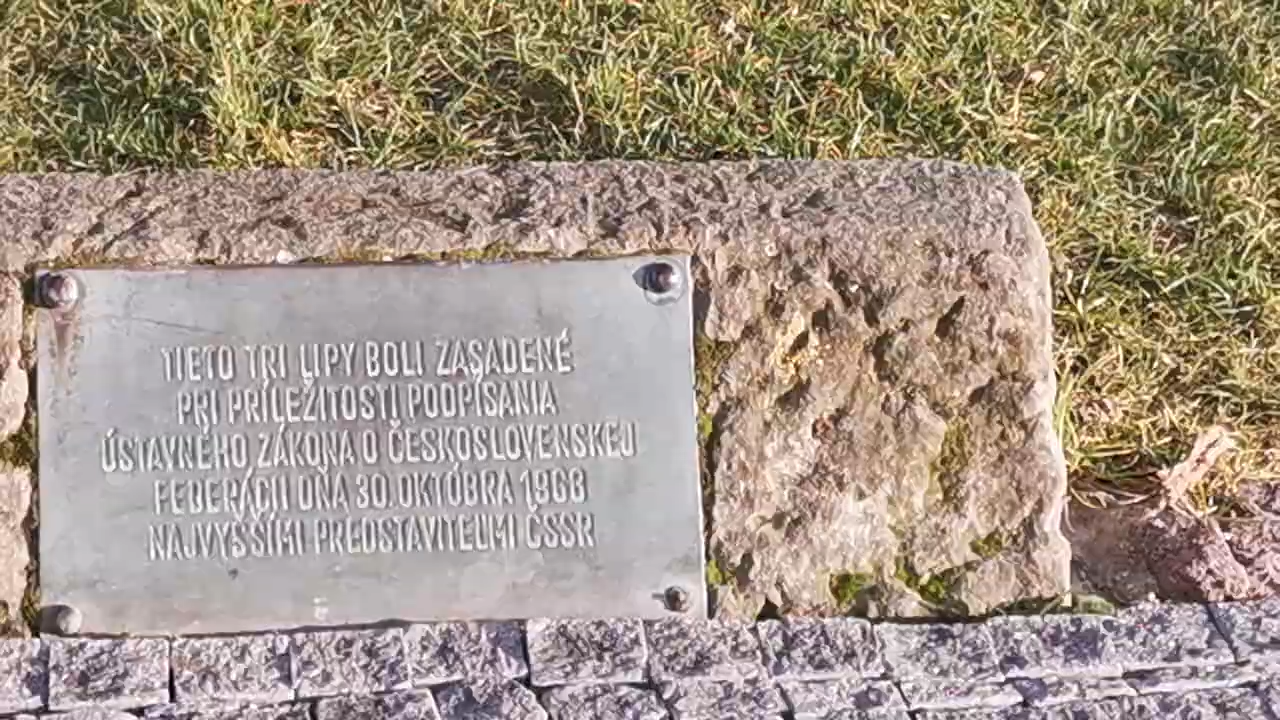 TIETO TRI LIPY BOLI ZASADENÉ
PRI PRÍLEŽITOSTI PODPÍSANIA
ÚSTAVNÉHO ZÁKONA O ČESKOSLOVENSKEJ
FEDERÁCII DŇA 30. OKTÓBRA 1968
NAJVYŠŠÍMI PREDSTAVITEĽMI ČSSR